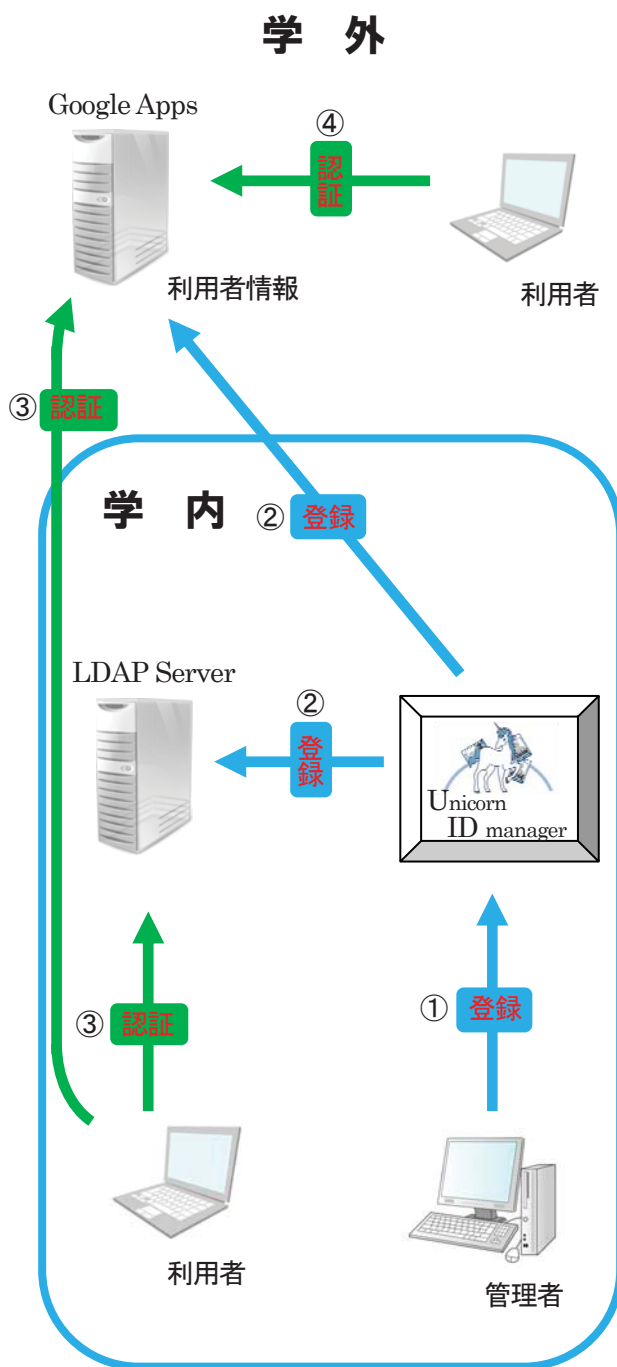 学 外
Google Apps
④
認証
利用者情報
利用者
③ 認証
学 内
② 登録
LDAP Server
②
登録
Unicorn
ID manager
③ 認証
① 登録
利用者
管理者